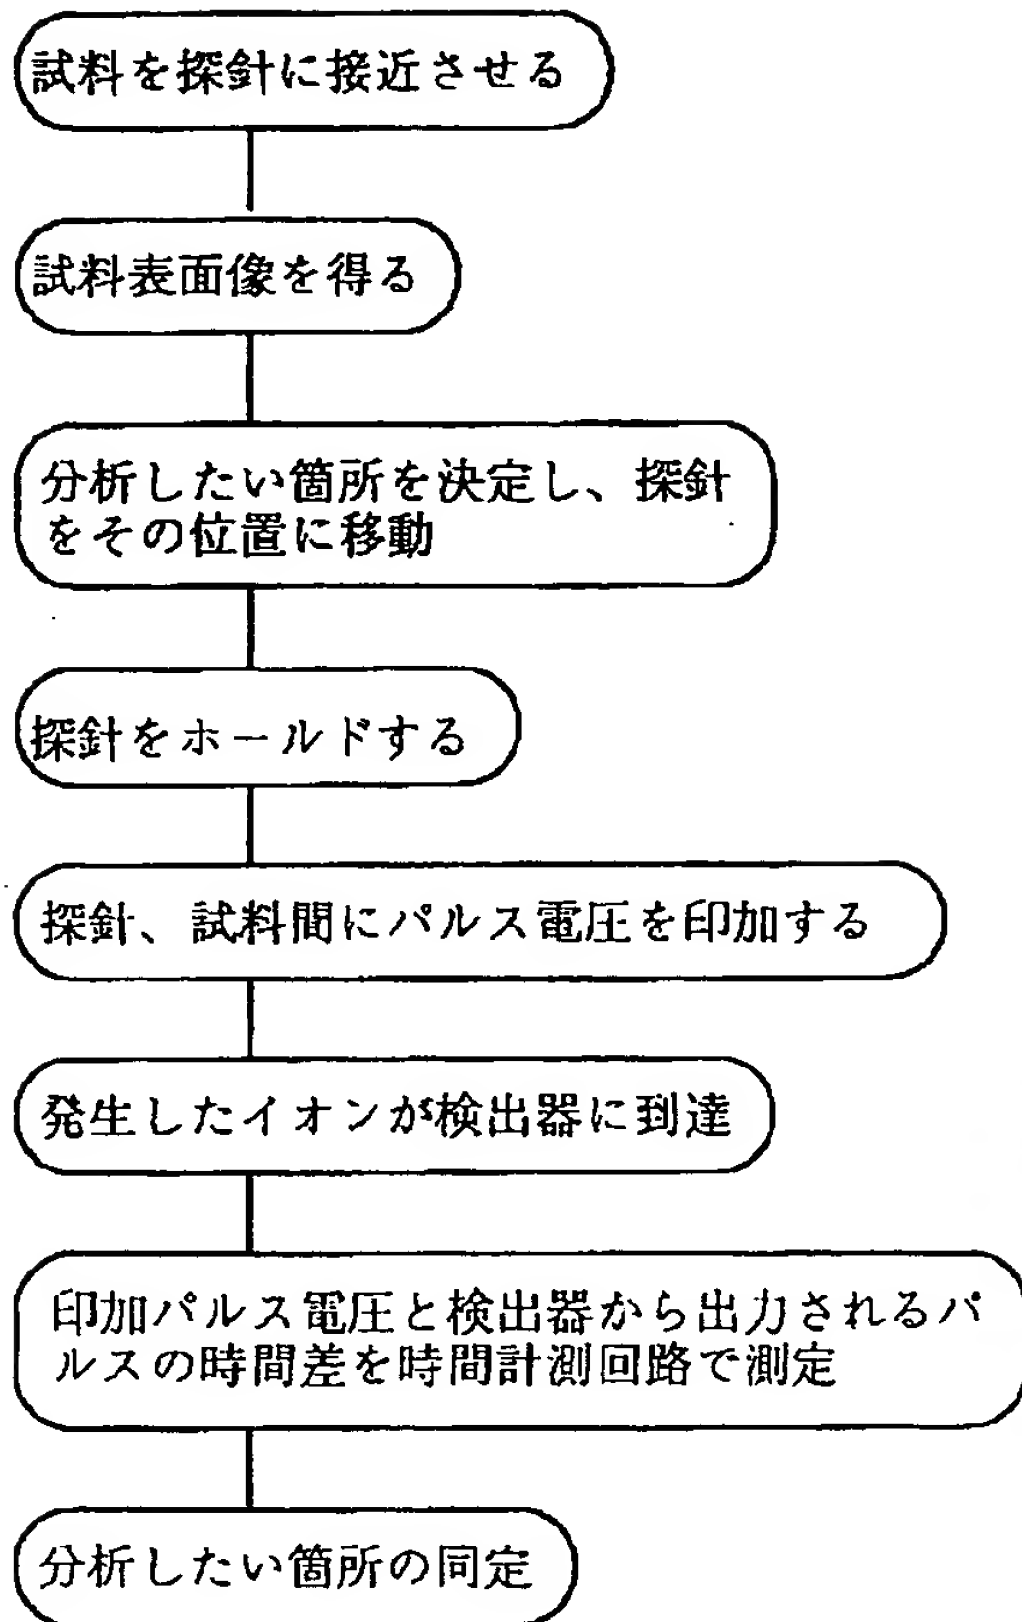 試料を探針に接近させる
試料表面像を得る
分析したい箇所を決定し、探針
をその位置に移動
探針をホールドする
探針、試料間にパルス電圧を印加する
発生したイオンが検出器に到達
印加パルス電圧と検出器から出力されるパ
ルスの時間差を時間計測回路で測定
分析したい箇所の同定